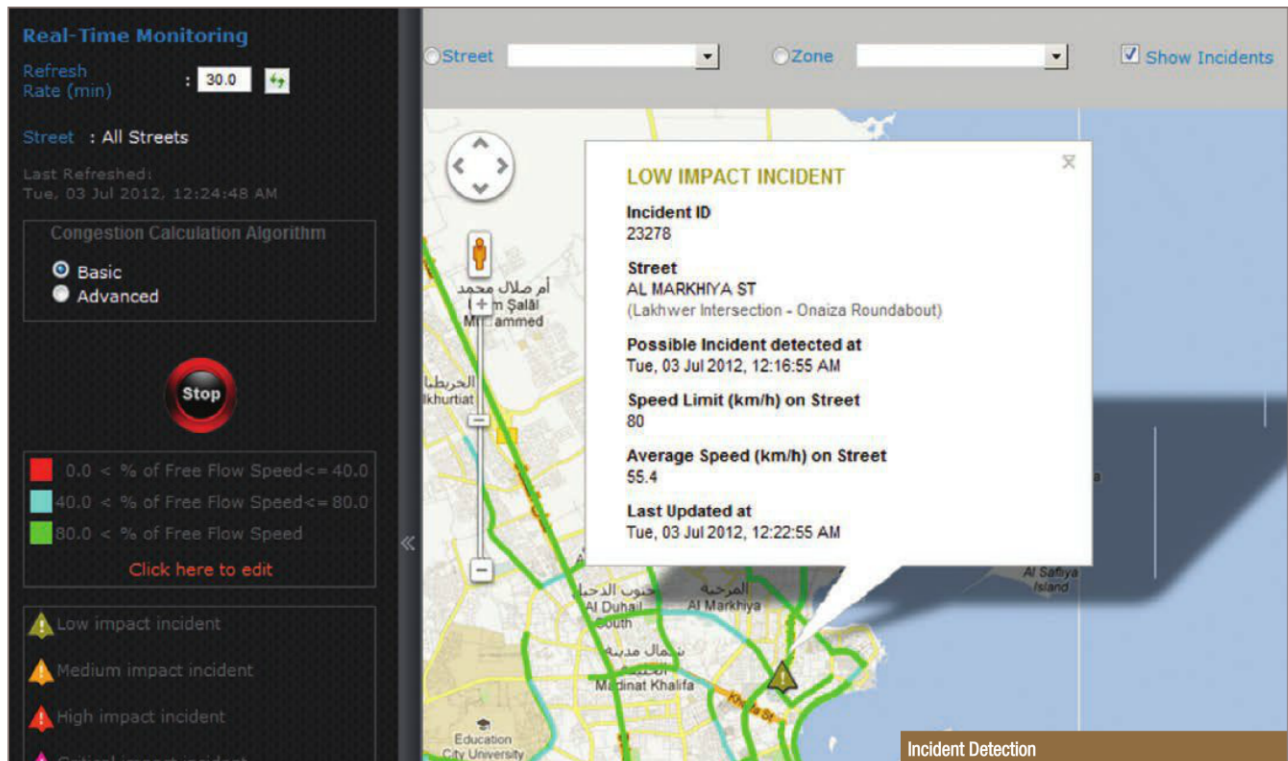 Real-Time Monitoring
Refresh
Rate (min) : 30.0
Street : All Streets
Last Refreshed:
Tue, 03 Jul 2012, 12:24:48 AM
Congestion Calculation Algorithm
Basic
Advanced
Stop
0.0 < % of Free Flow Speed<=40.0
40.0 < % of Free Flow Speed<=80.0
80.0 < % of Free Flow Speed
Click here to edit
Low impact incident
Medium impact incident
High impact incident
Street
Zone
Show Incidents
LOW IMPACT INCIDENT
Incident ID
23278
Street
AL MARKHIYA ST
(Lakhwer Intersection - Onaiza Roundabout)
Possible Incident detected at
Tue, 03 Jul 2012, 12:16:55 AM
Speed Limit (km/h) on Street
80
Average Speed (km/h) on Street
55.4
Last Updated at
Tue, 03 Jul 2012, 12:22:55 AM
أم صلال محمد
Şalāl
الخريطيا
lkhurtiat
جنوب الدحيل
Al Duhail
South
المرخية
Al Markhiya
شمال مدينة
الخليفة
Madinat Khalifa
Al Safliya
Island
Education
City University
Incident Detection